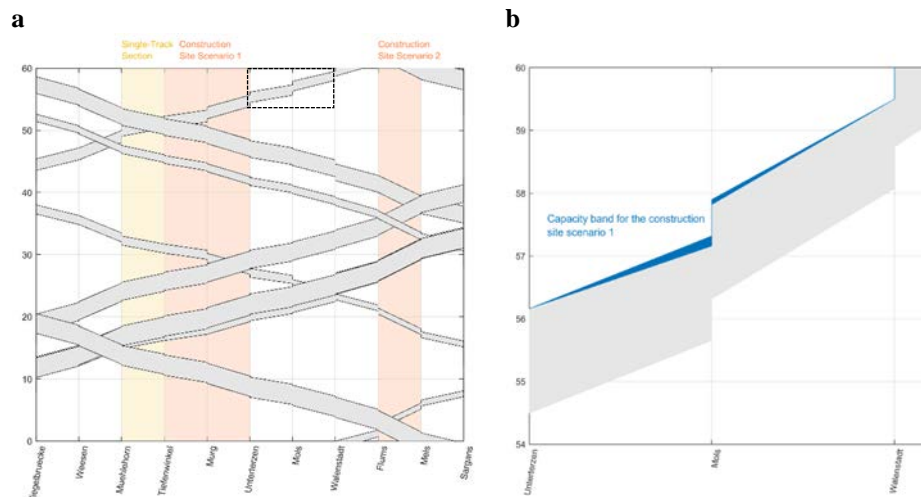 a
b
Single-Track
Section
Construction
Site Scenario 1
Construction
Site Scenario 2
60
50
40
30
20
10
0
iegelbruecke
Weesen
Muehlehorn
Tiefenwinkel
Murg
Unterterzen
Mols
Walenstadt
Flums
Mels
Sargans
60
59
58
57
56
55
54
Capacity band for the construction
site scenario 1
Unterterzen
Mols
Walenstadt